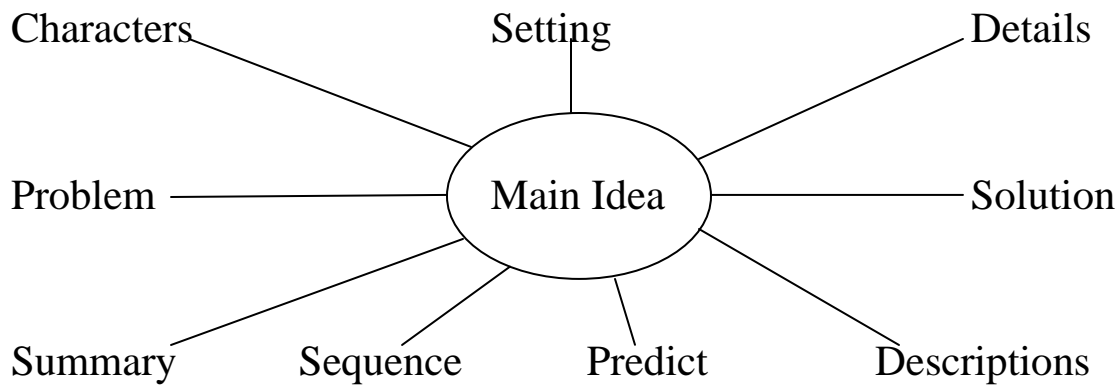 Characters Setting Details
Problem Main Idea Solution
Summary Sequence Predict Descriptions